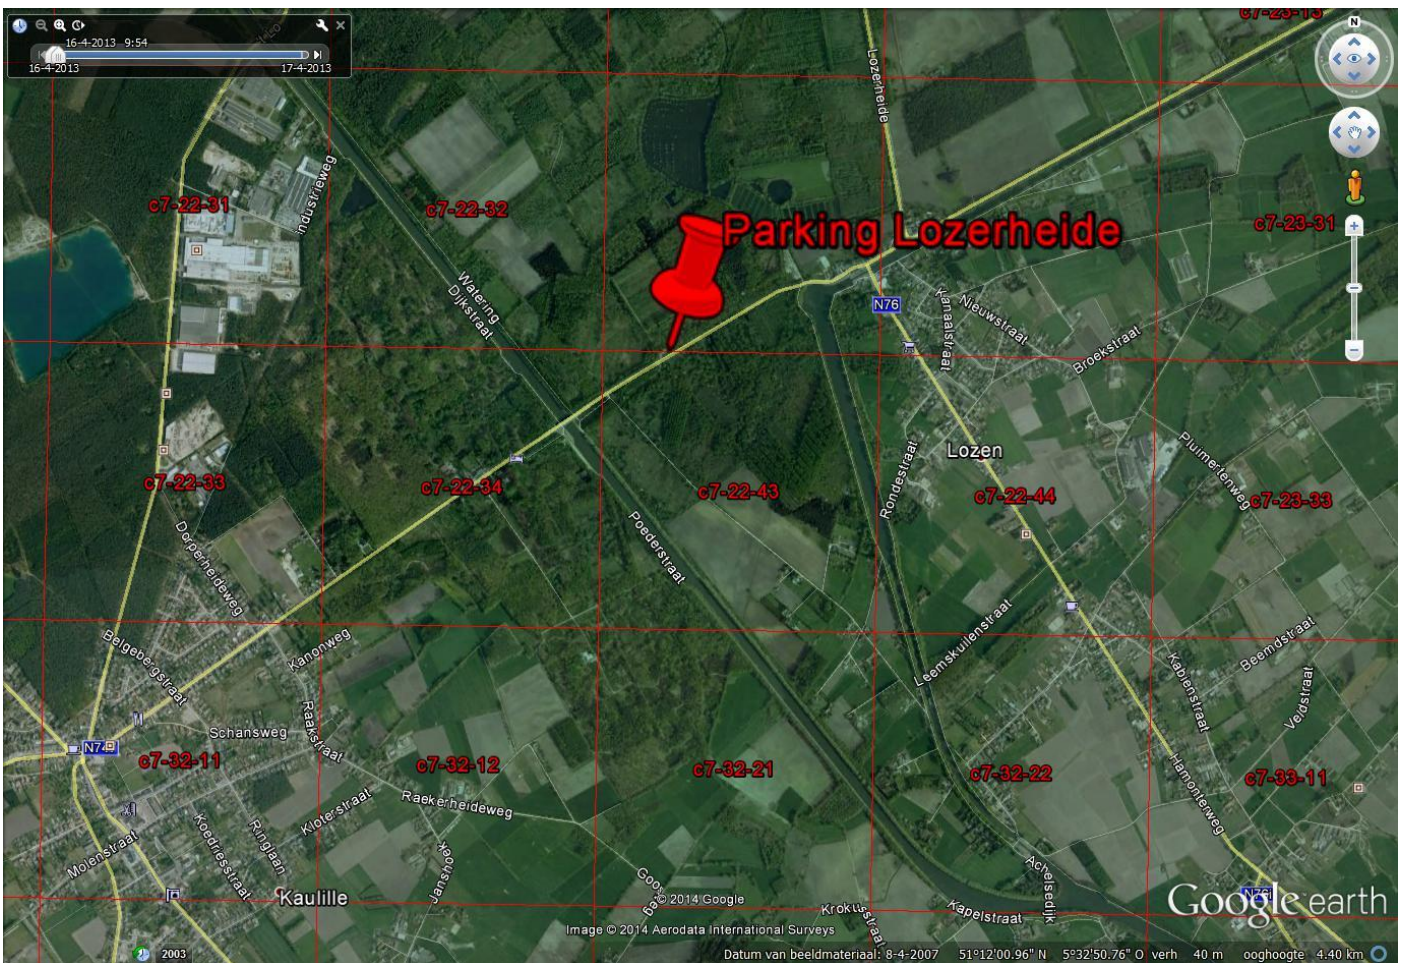 16-4-2013 9:54
16-4-2013
17-4-2013
c7-23-13
N
Lozerheide
Industrieweg
c7-22-31
c7-22-32
c7-23-31
Parking Lozerheide
Watering
Dijkstraat
N76
Kanaalstraat
Nieuwstraat
Broekstraat
Rondestraat
Lozen
Pluimertenweg
c7-22-33
c7-22-34
c7-22-43
c7-22-44
c7-23-33
Dorperheideweg
Poederstraat
Leemskuilenstraat
Beemdstraat
Kanonweg
Belgebergstraat
Kabienstraat
Veldstraat
Raakstraat
Schansweg
N74
c7-32-11
c7-32-12
c7-32-21
c7-32-22
c7-33-11
Hamonterweg
Raekerheideweg
Kloterstraat
Ringlaan
Koedriesstraat
Molenstraat
Janshoek
Achelsedijk
Kaulille
© 2014 Google
Kapelstraat
Google earth
Image © 2014 Aerodata International Surveys
2003
Datum van beeldmateriaal: 8-4-2007 51°12'00.96" N 5°32'50.76" O verh 40 m ooghoogte 4.40 km